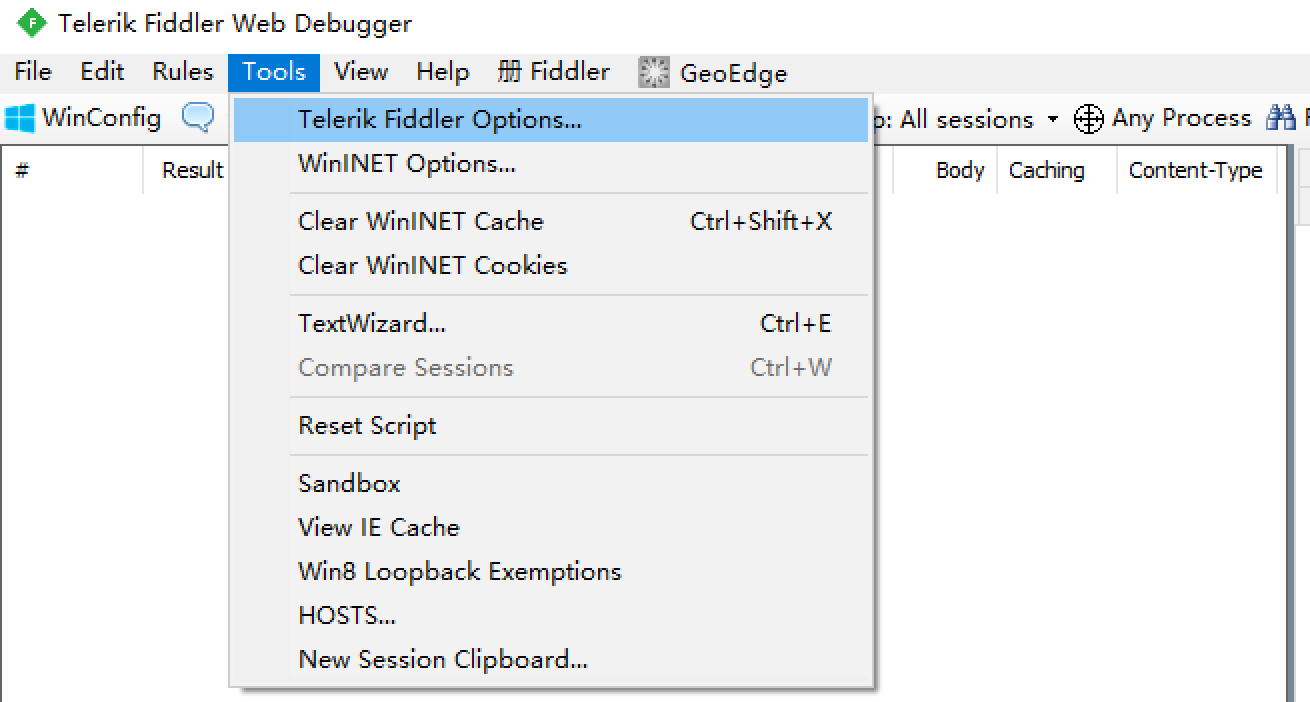 Telerik Fiddler Web Debugger
File Edit Rules Tools View Help 册 Fiddler GeoEdge
WinConfig : All sessions Any Process
# Result Body Caching Content-Type
Telerik Fiddler Options...
WinINET Options...
Clear WinINET Cache Ctrl+Shift+X
Clear WinINET Cookies
TextWizard... Ctrl+E
Compare Sessions Ctrl+W
Reset Script
Sandbox
View IE Cache
Win8 Loopback Exemptions
HOSTS...
New Session Clipboard...